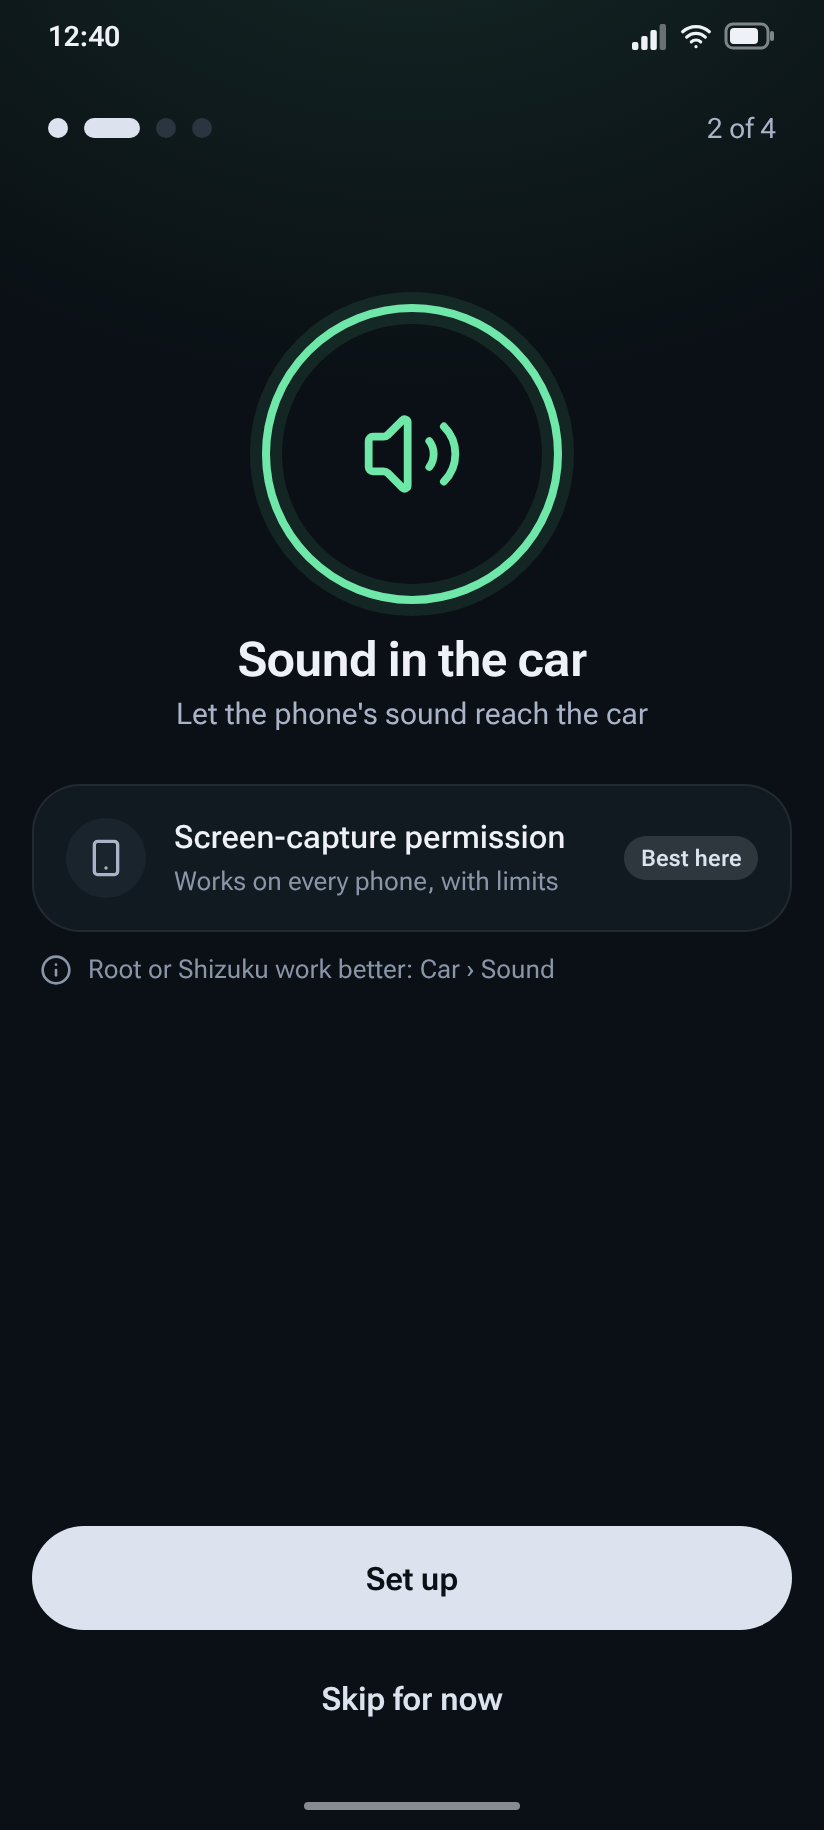 12:40
2 of 4
Sound in the car
Let the phone's sound reach the car
Screen-capture permission
Works on every phone, with limits
Best here
Root or Shizuku work better: Car › Sound
Set up
Skip for now